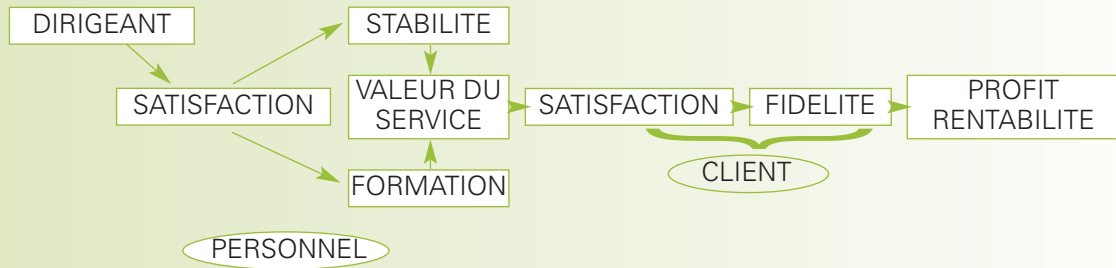 DIRIGEANT
STABILITE
SATISFACTION
VALEUR DU
SERVICE
SATISFACTION
FIDELITE
PROFIT
RENTABILITE
FORMATION
CLIENT
PERSONNEL